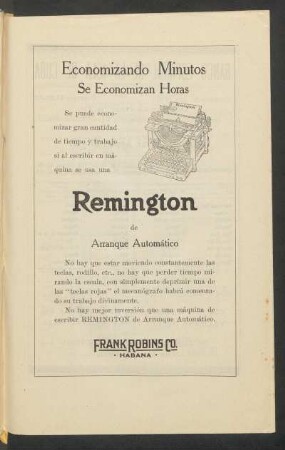 Economizando Minutos
Se Economizan Horas
Se puede econo-
mizar gran cantidad
de tiempo y trabajo
si al escribir en má-
quina se usa una
Remington
de
Arranque Automático
No hay que estar moviendo constantemente las
teclas, rodillo, etc., no hay que perder tiempo mi-
rando la escala, con simplemente deprimir una de
las "teclas rojas" el mecanógrafo habrá comenza-
do su trabajo divinamente.
No hay mejor inversión que una máquina de
escribir REMINGTON de Arranque Automático.
FRANK ROBINS CO.
- HABANA -